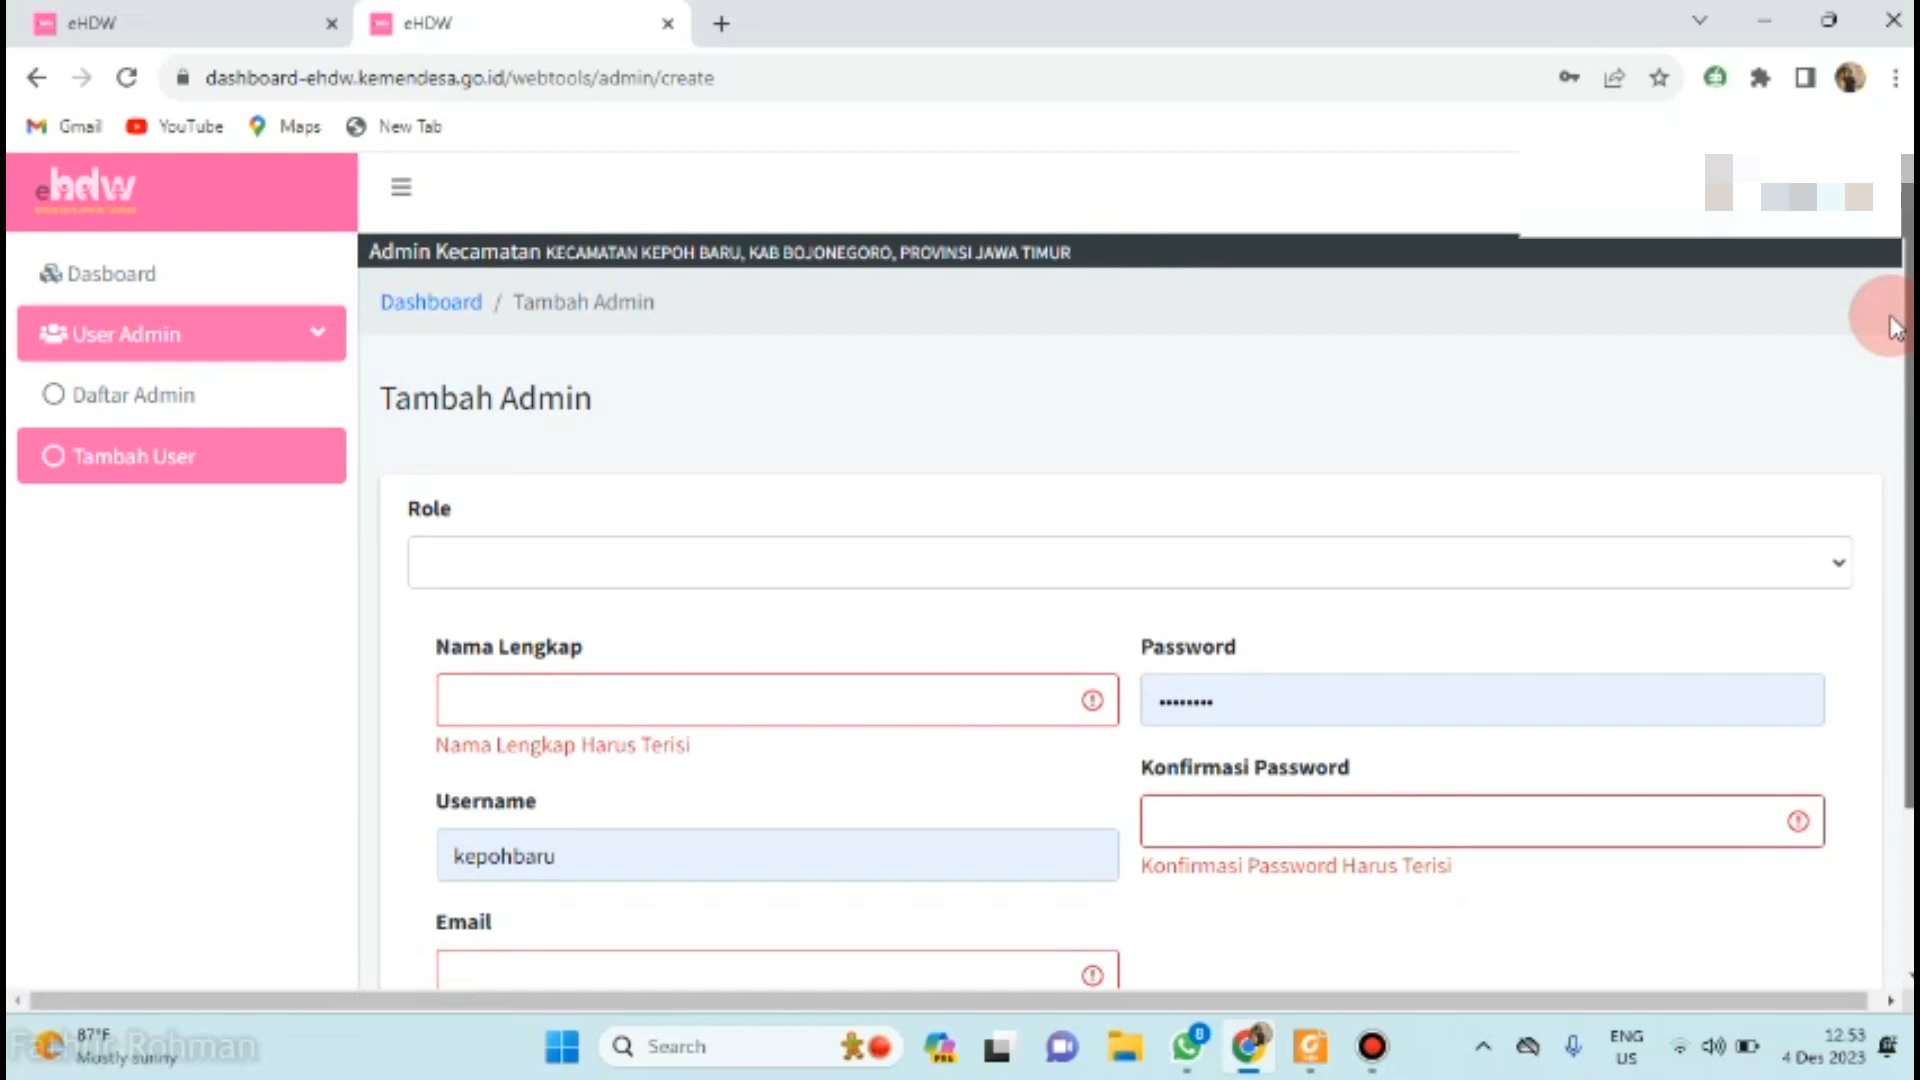 eHDW
eHDW
dashboard-ehdw.kemendesa.go.id/webtools/admin/create
Gmail YouTube Maps New Tab
ehdw
Admin Kecamatan KECAMATAN KEPOH BARU, KAB BOJONEGORO, PROVINSI JAWA TIMUR
Dasboard
Dashboard / Tambah Admin
User Admin
Daftar Admin
Tambah User
Tambah Admin
Role
Nama Lengkap
Nama Lengkap Harus Terisi
Username
kepohbaru
Email
Password
••••••••
Konfirmasi Password
Konfirmasi Password Harus Terisi
87°F
Mostly sunny
Rohman
Search
8
ENG
US
12.53
4 Des 2023